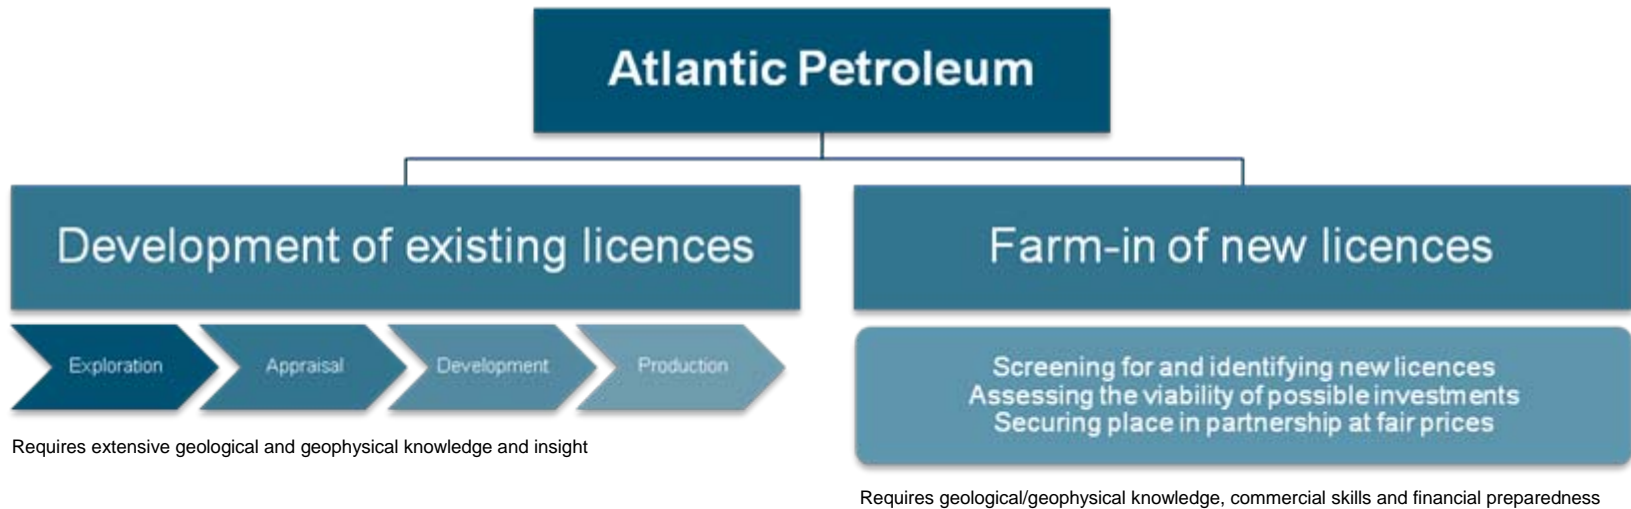 Atlantic Petroleum
Development of existing licences
Exploration
Appraisal
Development
Production
Requires extensive geological and geophysical knowledge and insight
Farm-in of new licences
Screening for and identifying new licences
Assessing the viability of possible investments
Securing place in partnership at fair prices
Requires geological/geophysical knowledge, commercial skills and financial preparedness